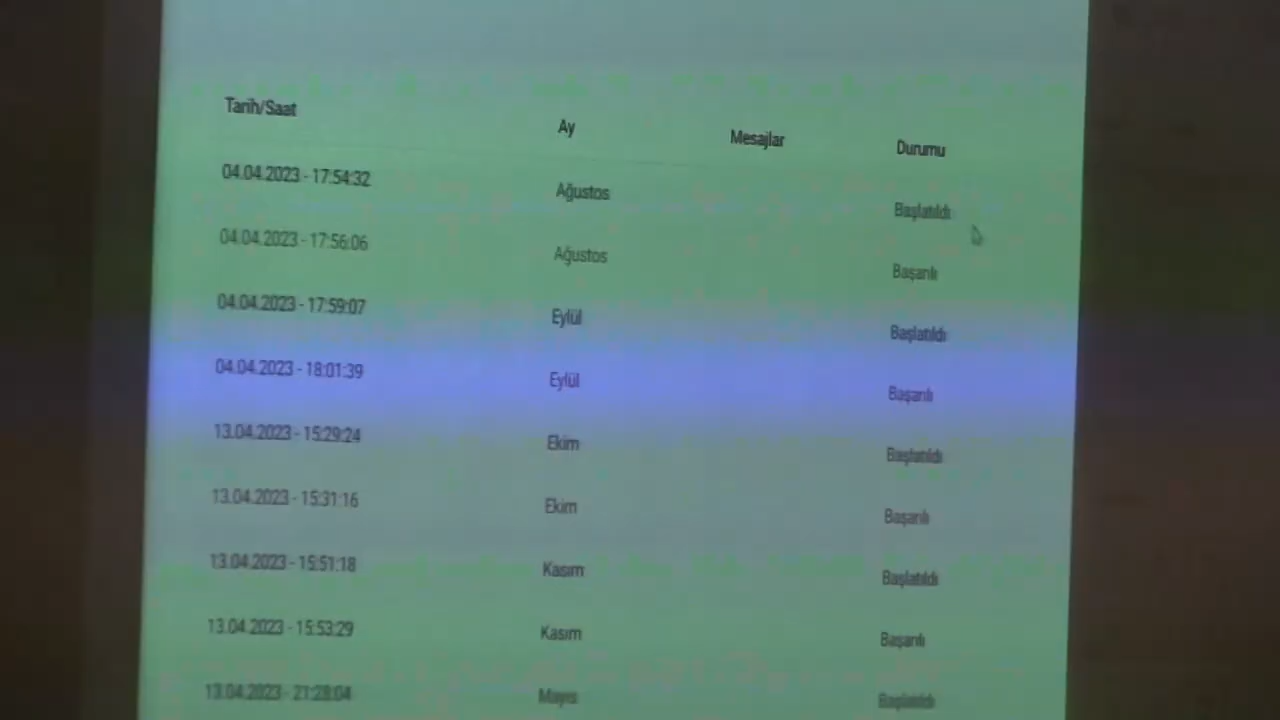 Tarih/Saat Ay Mesajlar Durumu
04.04.2023 - 17:54:32 Ağustos Başlatıldı
04.04.2023 - 17:56:06 Ağustos Başarılı
04.04.2023 - 17:59:07 Eylül Başlatıldı
04.04.2023 - 18:01:39 Eylül Başarılı
13.04.2023 - 15:29:24 Ekim Başlatıldı
13.04.2023 - 15:31:16 Ekim Başarılı
13.04.2023 - 15:51:18 Kasım Başlatıldı
13.04.2023 - 15:53:29 Kasım Başarılı
13.04.2023 - 21:28:04 Mayıs Başlatıldı